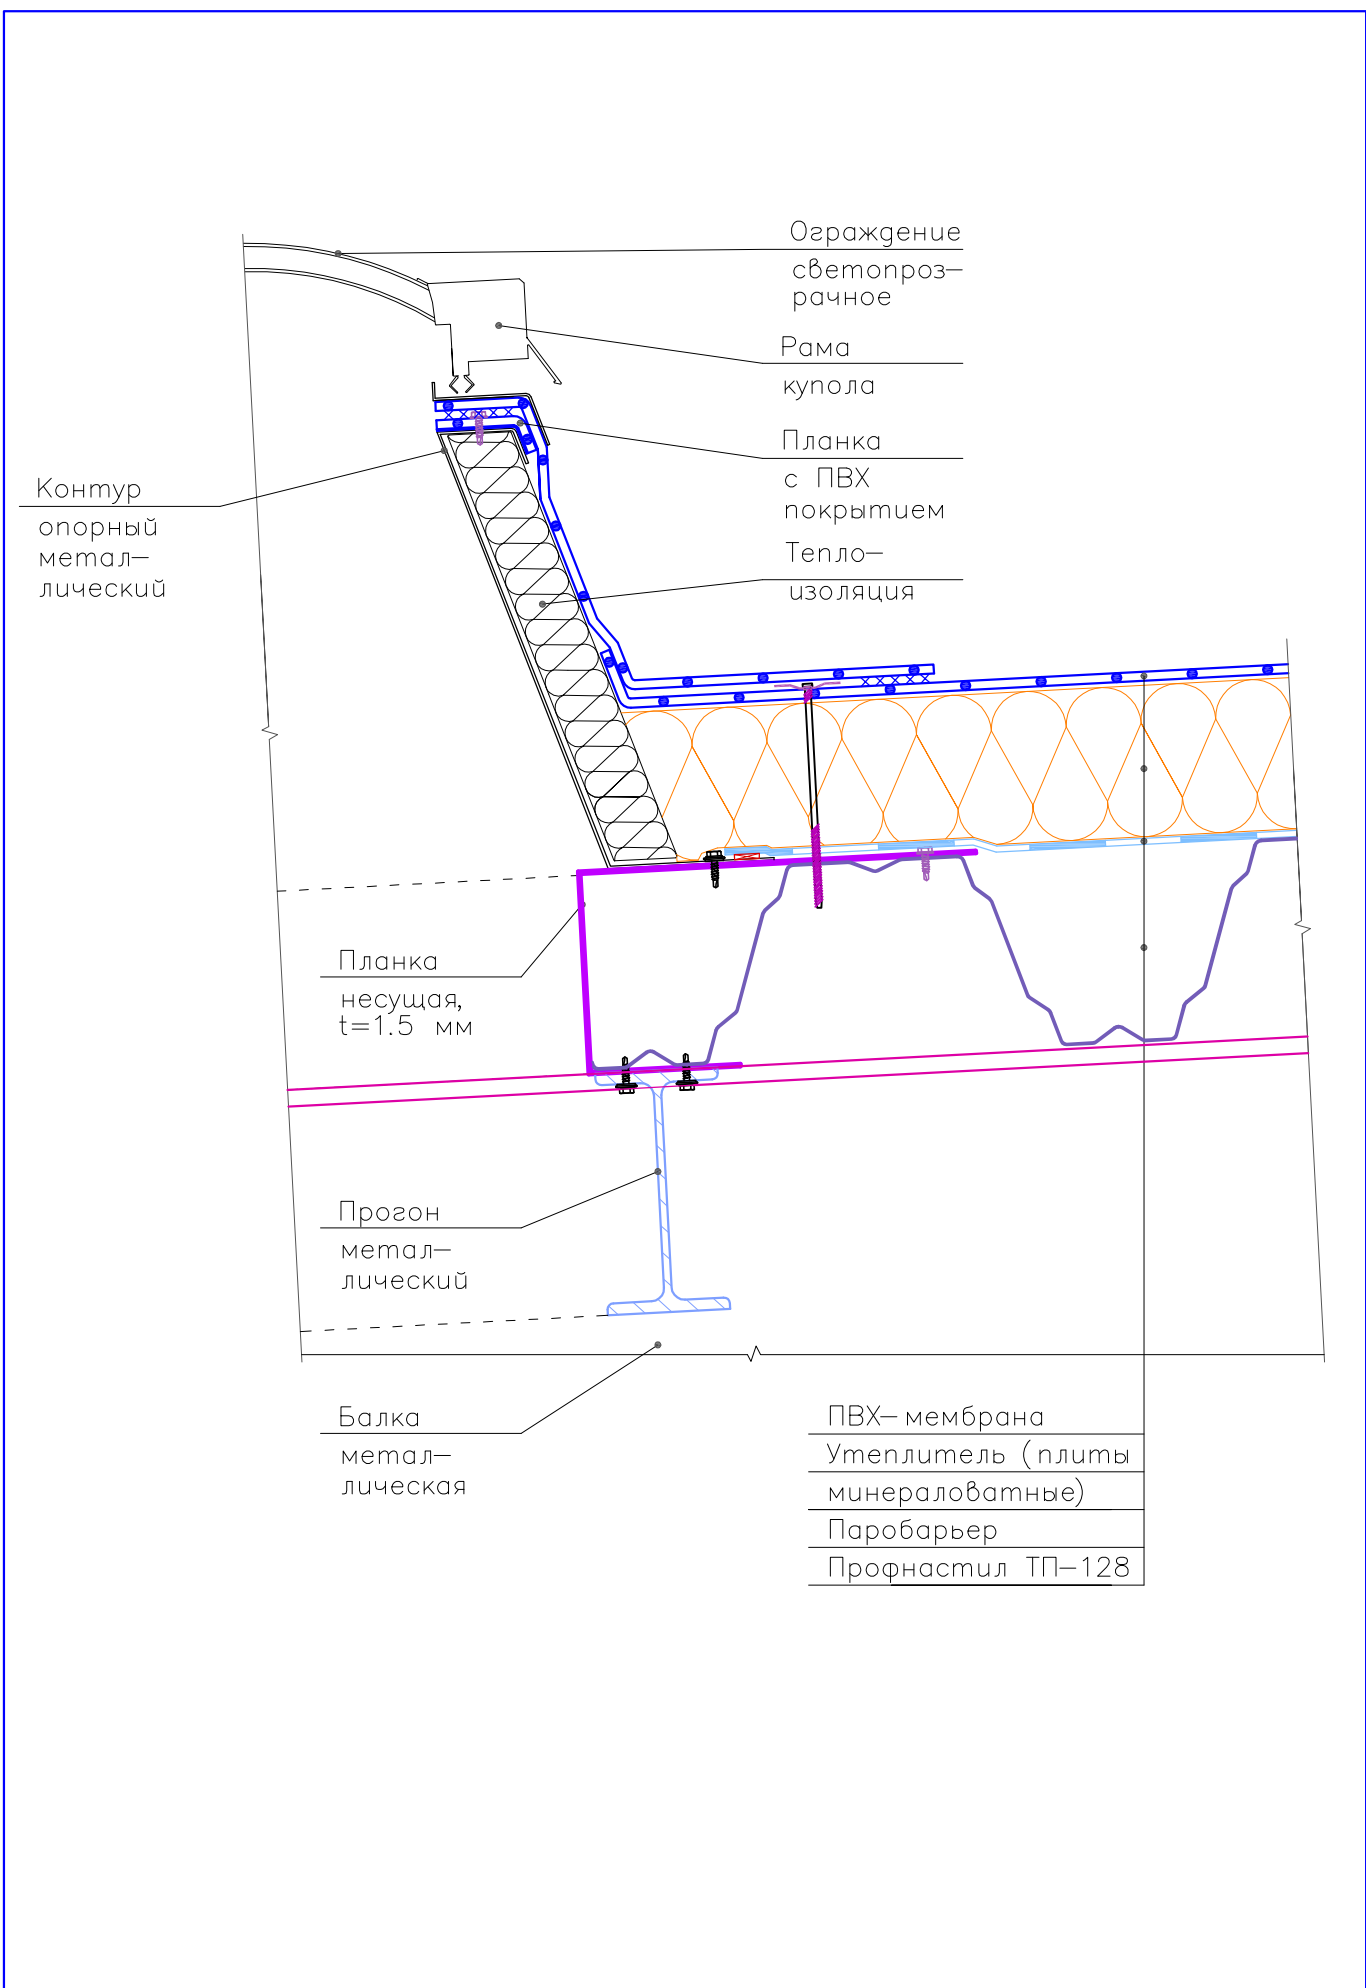 Ограждение
светопроз–
рачное
Рама
купола
Планка
с ПВХ
покрытием
Контур
опорный
метал–
лический
Тепло–
изоляция
Планка
несущая,
t=1.5 мм
Прогон
метал–
лический
Балка
метал–
лическая
ПВХ–мембрана
Утеплитель (плиты
минераловатные)
Паробарьер
Профнастил ТП–128